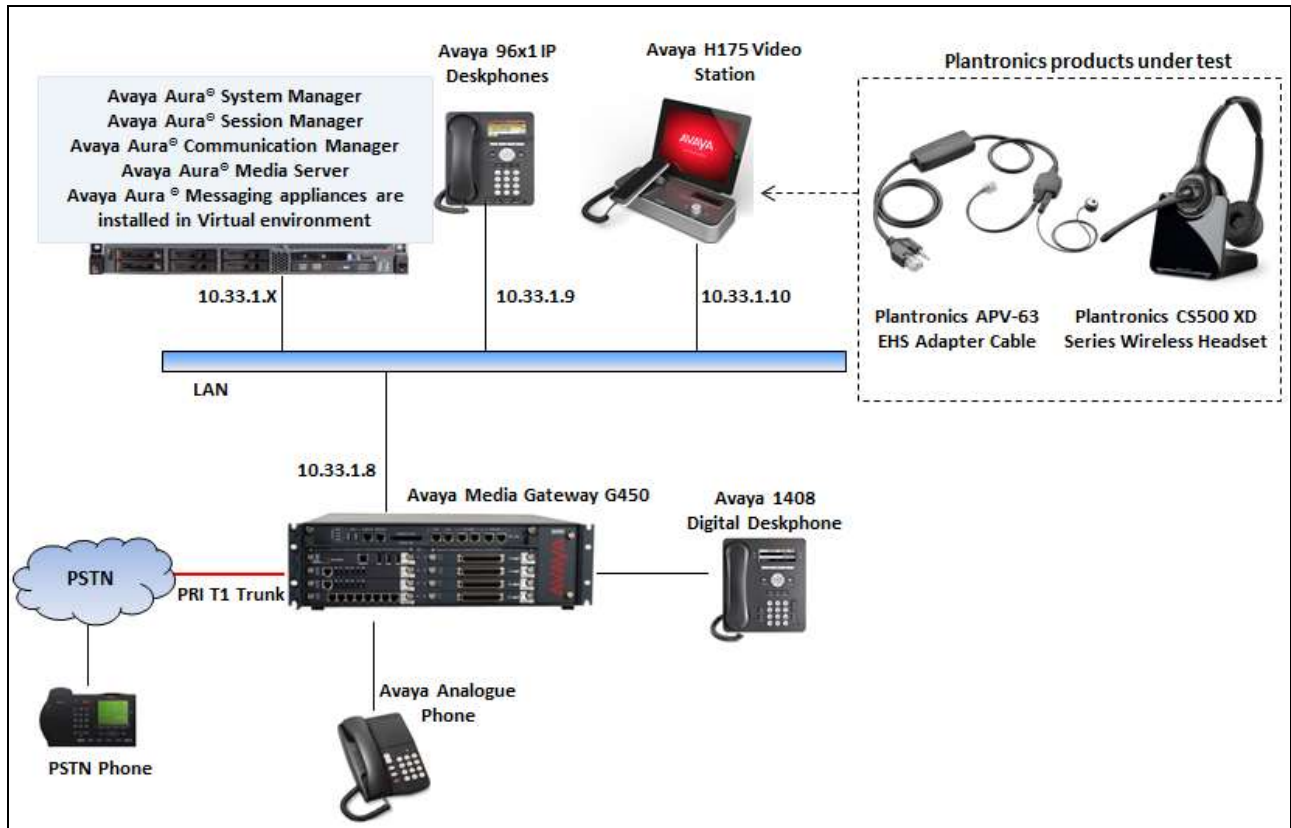 Avaya 96x1 IP
Deskphones
Avaya H175 Video
Station
Plantronics products under test
Avaya Aura® System Manager
Avaya Aura® Session Manager
Avaya Aura® Communication Manager
Avaya Aura® Media Server
Avaya Aura ® Messaging appliances are
installed in Virtual environment
AVAYA
10.33.1.X
10.33.1.9
10.33.1.10
Plantronics APV-63
EHS Adapter Cable
Plantronics CS500 XD
Series Wireless Headset
LAN
10.33.1.8
Avaya Media Gateway G450
Avaya 1408
Digital Deskphone
AVAYA
PSTN
PRI T1 Trunk
Avaya Analogue
Phone
PSTN Phone